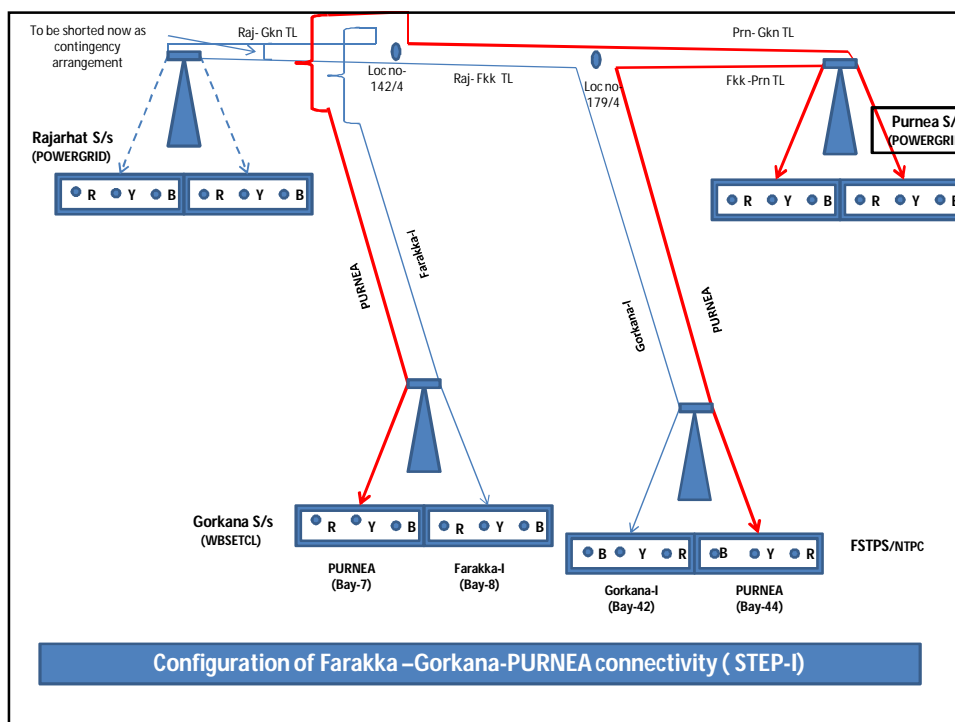 To be shorted now as
contingency
arrangement
Raj- Gkn TL
Prn- Gkn TL
Loc no-
142/4
Raj- Fkk TL
Loc no-
179/4
Fkk -Prn TL
Rajarhat S/s
(POWERGRID)
Purnea S/
(POWERGRI
R Y B R Y B
R Y B R Y B
PURNEA
Farakka-I
Gorkana-I
PURNEA
Gorkana S/s
(WBSETCL)
R Y B R Y B
B Y R B Y R
FSTPS/NTPC
PURNEA
(Bay-7)
Farakka-I
(Bay-8)
Gorkana-I
(Bay-42)
PURNEA
(Bay-44)
Configuration of Farakka –Gorkana-PURNEA connectivity ( STEP-I)